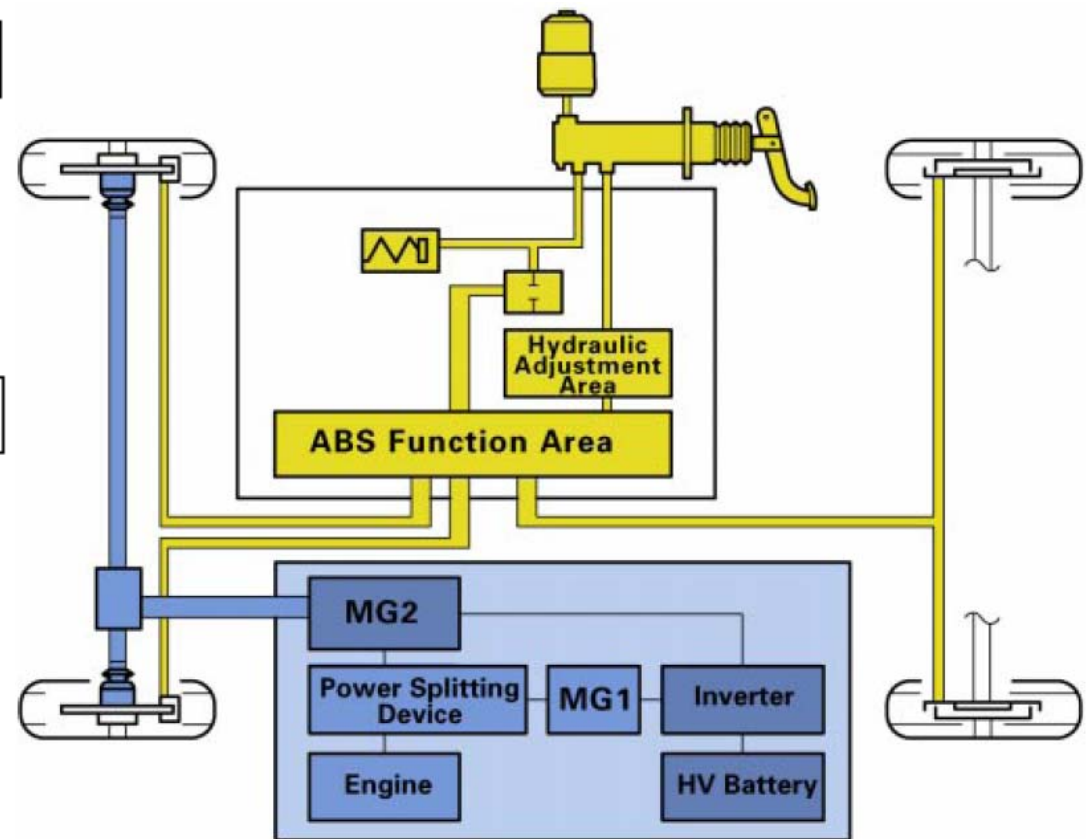 Hydraulic
Adjustment
Area
ABS Function Area
MG2
Power Splitting
Device
MG1
Inverter
Engine
HV Battery